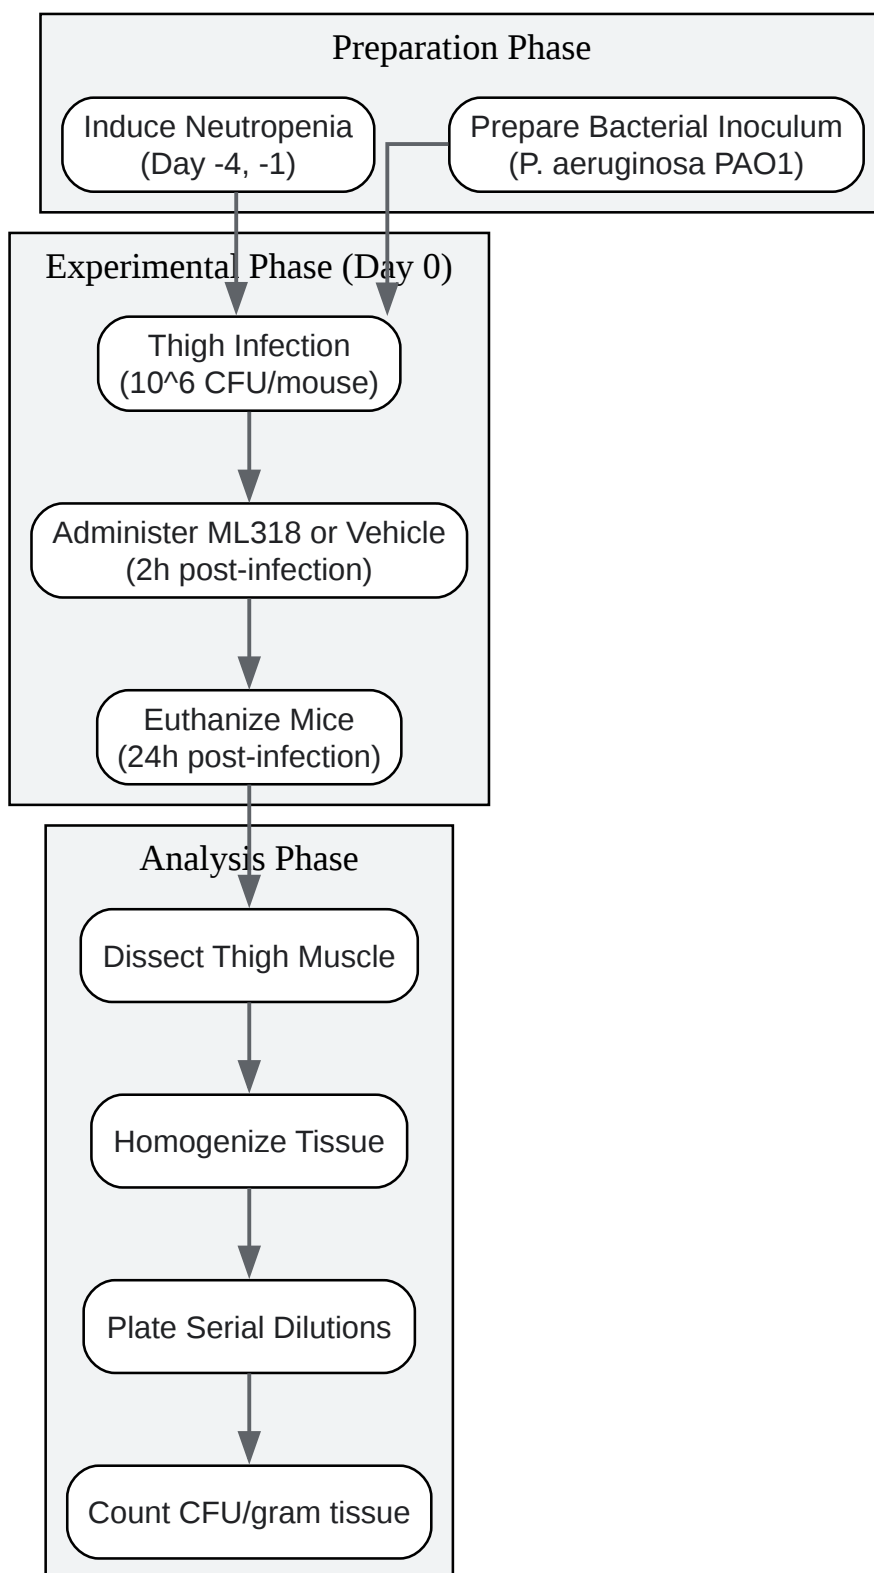 Preparation Phase
Induce Neutropenia
(Day -4, -1)
Prepare Bacterial Inoculum
(P. aeruginosa PAO1)
Experimental Phase (Day 0)
Thigh Infection
(10^6 CFU/mouse)
Administer ML318 or Vehicle
(2h post-infection)
Euthanize Mice
(24h post-infection)
Analysis Phase
Dissect Thigh Muscle
Homogenize Tissue
Plate Serial Dilutions
Count CFU/gram tissue